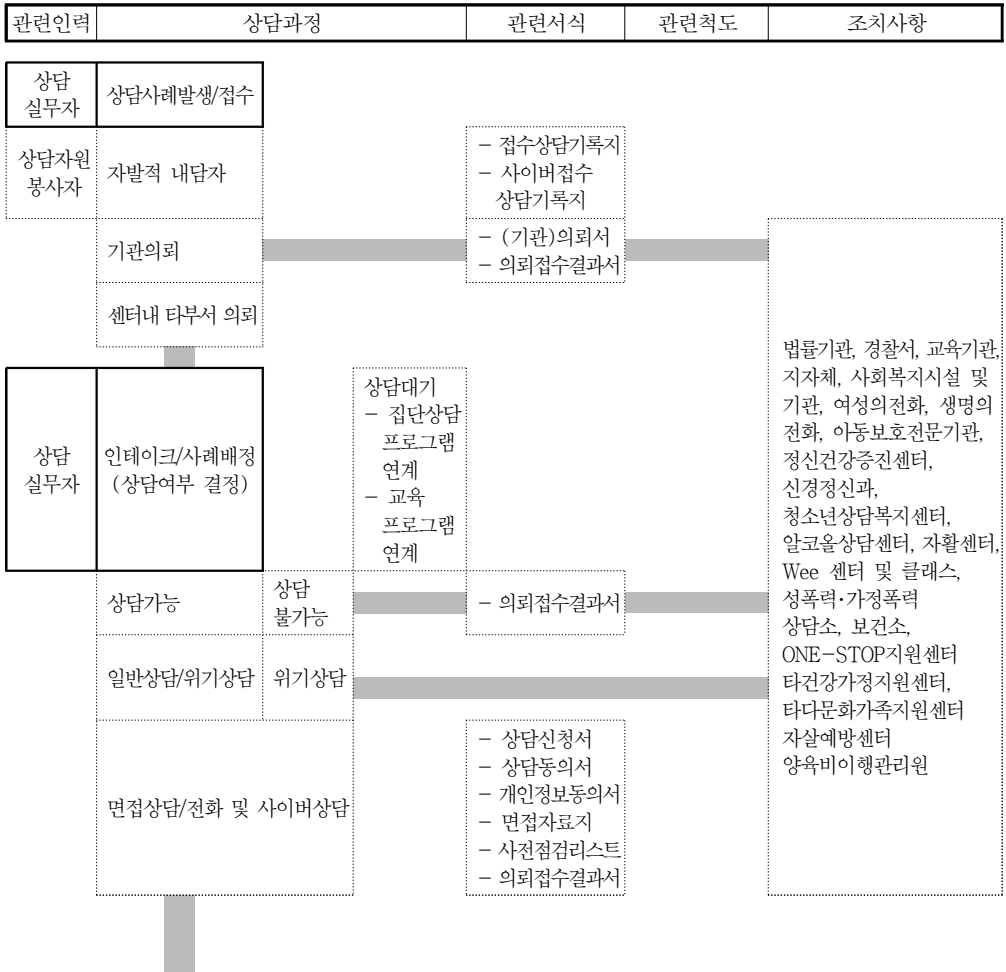 관련인력 상담과정 관련서식 관련척도 조치사항
상담
실무자
상담사례발생/접수
상담자원
봉사자
자발적 내담자
- 접수상담기록지
- 사이버접수
상담기록지
기관의뢰
- (기관)의뢰서
- 의뢰접수결과서
센터내 타부서 의뢰
상담
실무자
인테이크/사례배정
(상담여부 결정)
상담대기
- 집단상담
프로그램
연계
- 교육
프로그램
연계
상담가능
상담
불가능
- 의뢰접수결과서
일반상담/위기상담
위기상담
면접상담/전화 및 사이버상담
- 상담신청서
- 상담동의서
- 개인정보동의서
- 면접자료지
- 사전점검리스트
- 의뢰접수결과서
법률기관, 경찰서, 교육기관,
지자체, 사회복지시설 및
기관, 여성의전화, 생명의
전화, 아동보호전문기관,
정신건강증진센터,
신경정신과,
청소년상담복지센터,
알코올상담센터, 자활센터,
Wee 센터 및 클래스,
성폭력·가정폭력
상담소, 보건소,
ONE-STOP지원센터
타건강가정지원센터,
타다문화가족지원센터
자살예방센터
양육비이행관리원